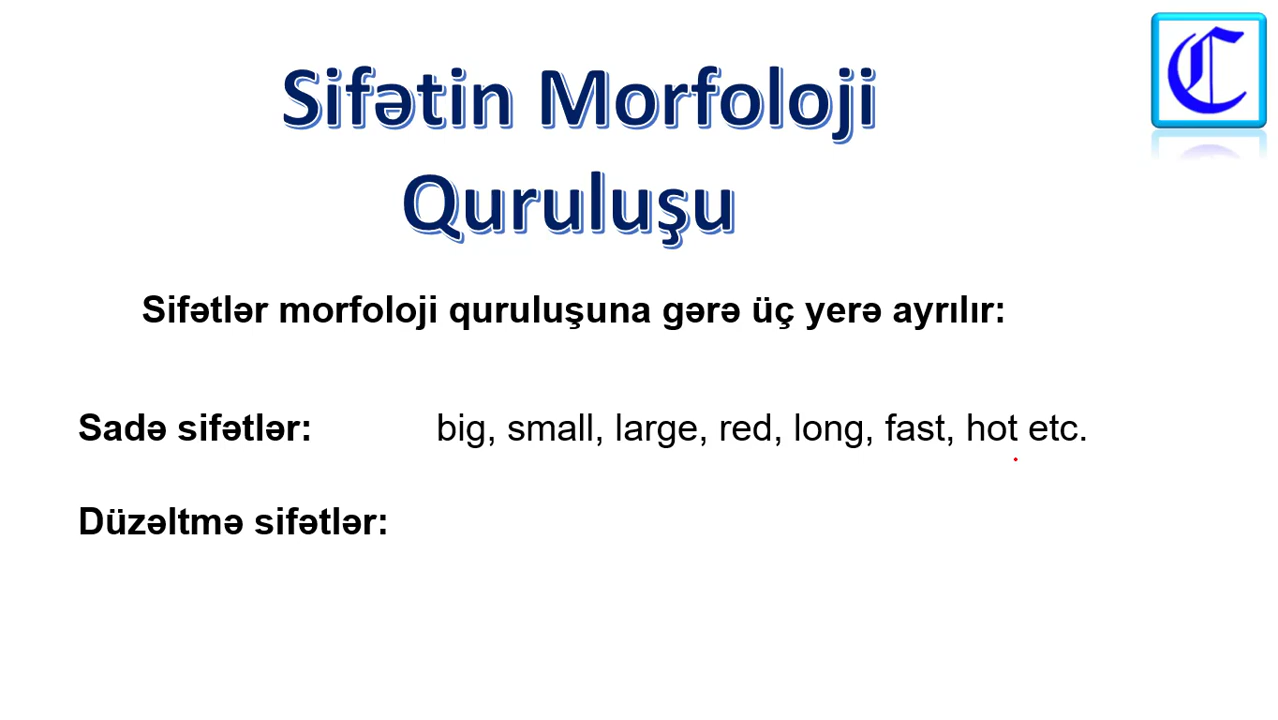 Sifətin Morfoloji
Quruluşu
C
Sifətlər morfoloji quruluşuna gərə üç yerə ayrılır:
Sadə sifətlər: big, small, large, red, long, fast, hot etc.
Düzəltmə sifətlər: